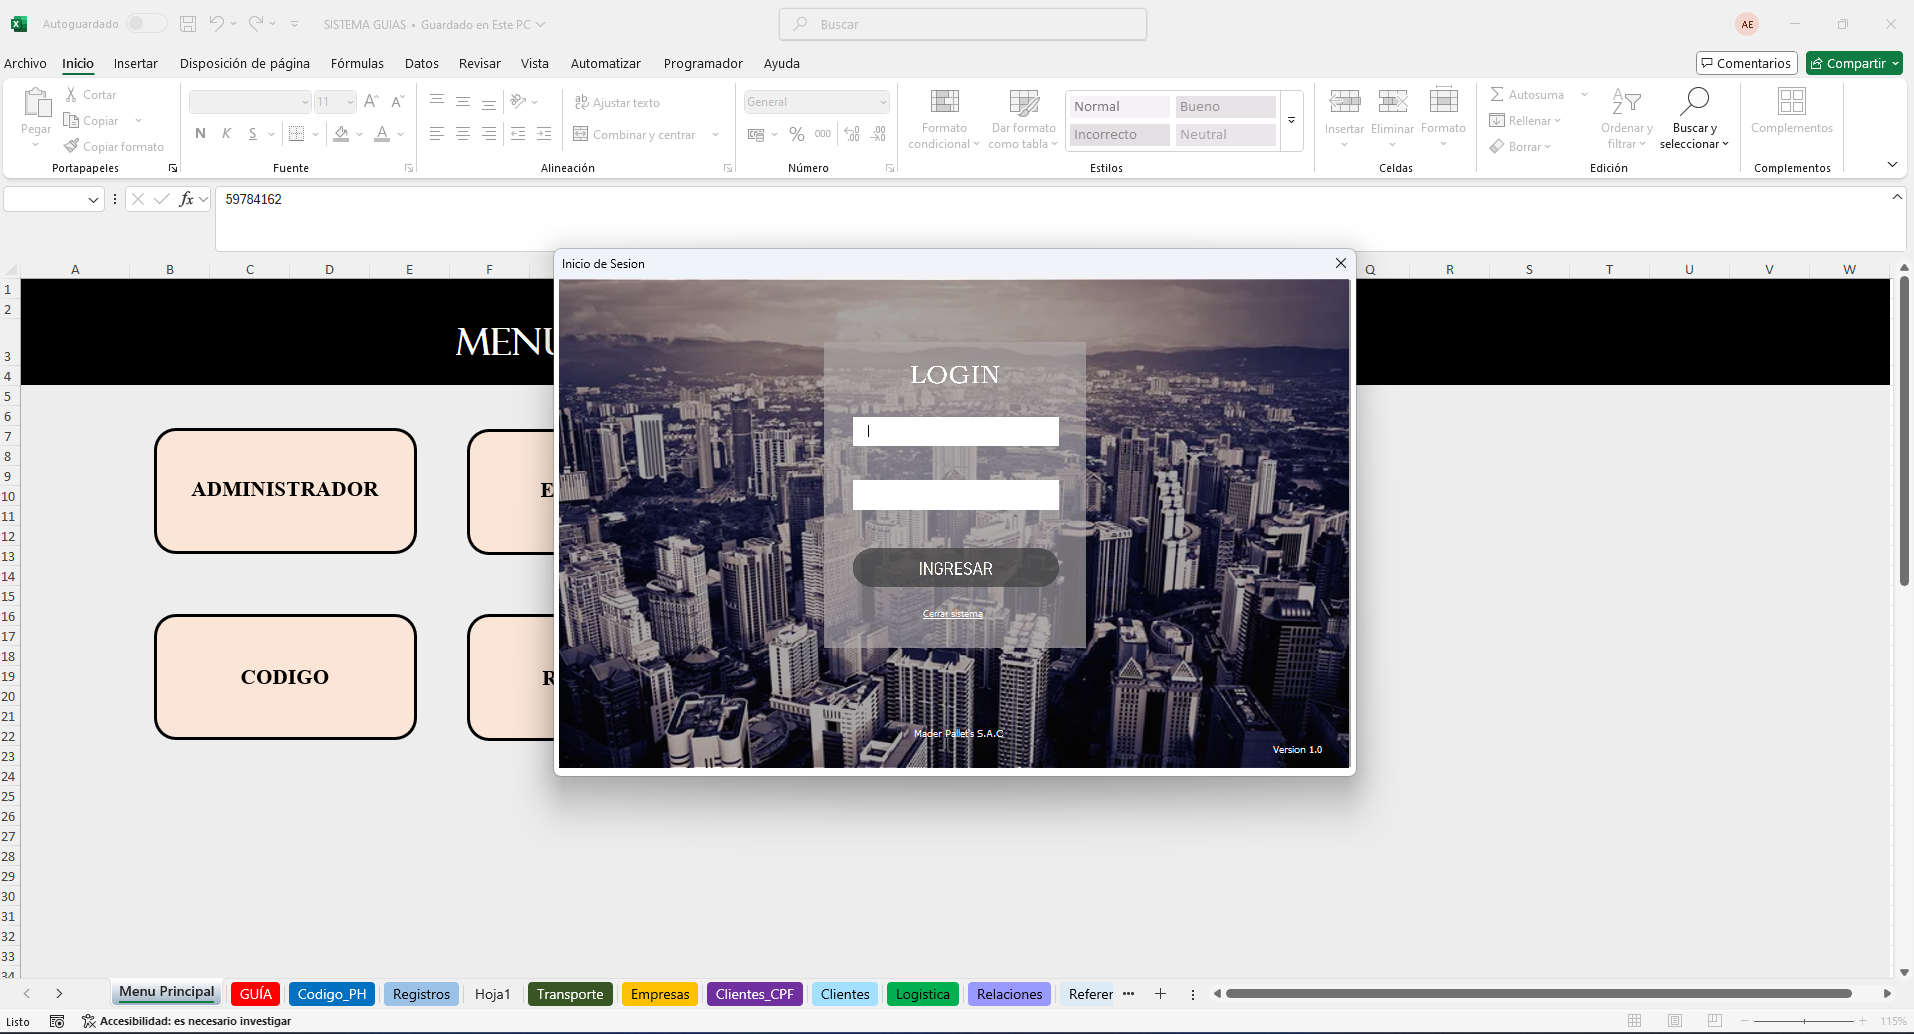 Autoguardado
SISTEMA GUIAS • Guardado en Este PC
Buscar
AE
Archivo Inicio Insertar Disposición de página Fórmulas Datos Revisar Vista Automatizar Programador Ayuda
Comentarios Compartir
Pegar
Cortar
Copiar
Copiar formato
Portapapeles
11
N K S
Fuente
Ajustar texto
Combinar y centrar
Alineación
General
% 000
Número
Formato condicional
Dar formato como tabla
Normal Bueno
Incorrecto Neutral
Estilos
Insertar Eliminar Formato
Celdas
Autosuma
Rellenar
Borrar
Ordenar y filtrar
Buscar y seleccionar
Edición
Complementos
Complementos
fx
59784162
A B C D E F Q R S T U V W
1
2
3
4
5
6
7
8
9
10
11
12
13
14
15
16
17
18
19
20
21
22
23
24
25
26
27
28
29
30
31
32
33
34
MENU
ADMINISTRADOR
E
CODIGO
R
Inicio de Sesion
LOGIN
INGRESAR
Cerrar sistema
Mader Pallet's S.A.C
Version 1.0
Menu Principal GUÍA Codigo_PH Registros Hoja1 Transporte Empresas Clientes_CPF Clientes Logistica Relaciones Referer
Listo
Accesibilidad: es necesario investigar
115%